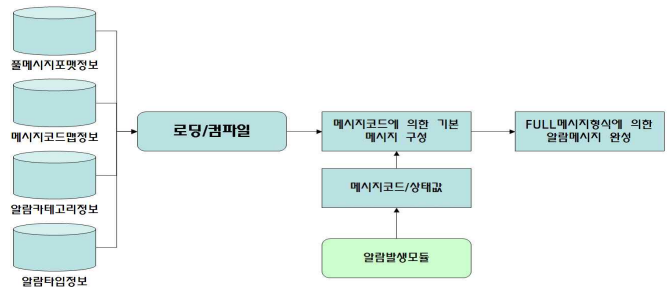 풀메시지포맷정보
메시지코드맵정보
알람카테고리정보
알람타입정보
로딩/컴파일
메시지코드에 의한 기본
메시지 구성
FULL메시지형식에 의한
알람메시지 완성
메시지코드/상태값
알람발생모듈